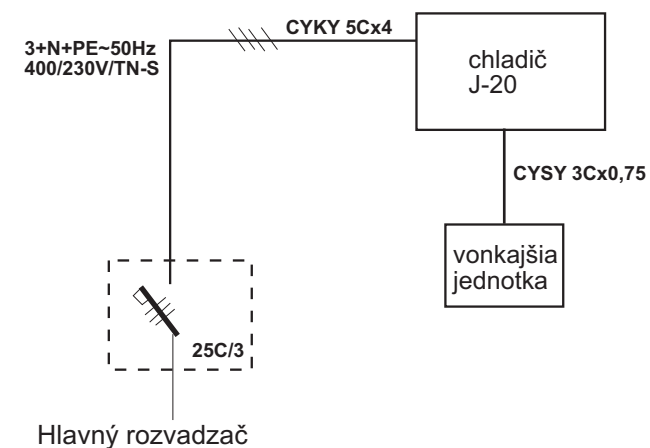 CYKY 5Cx4
3+N+PE~50Hz
400/230V/TN-S
chladič
J-20
CYSY 3Cx0,75
vonkajšia
jednotka
25C/3
Hlavný rozvadzač